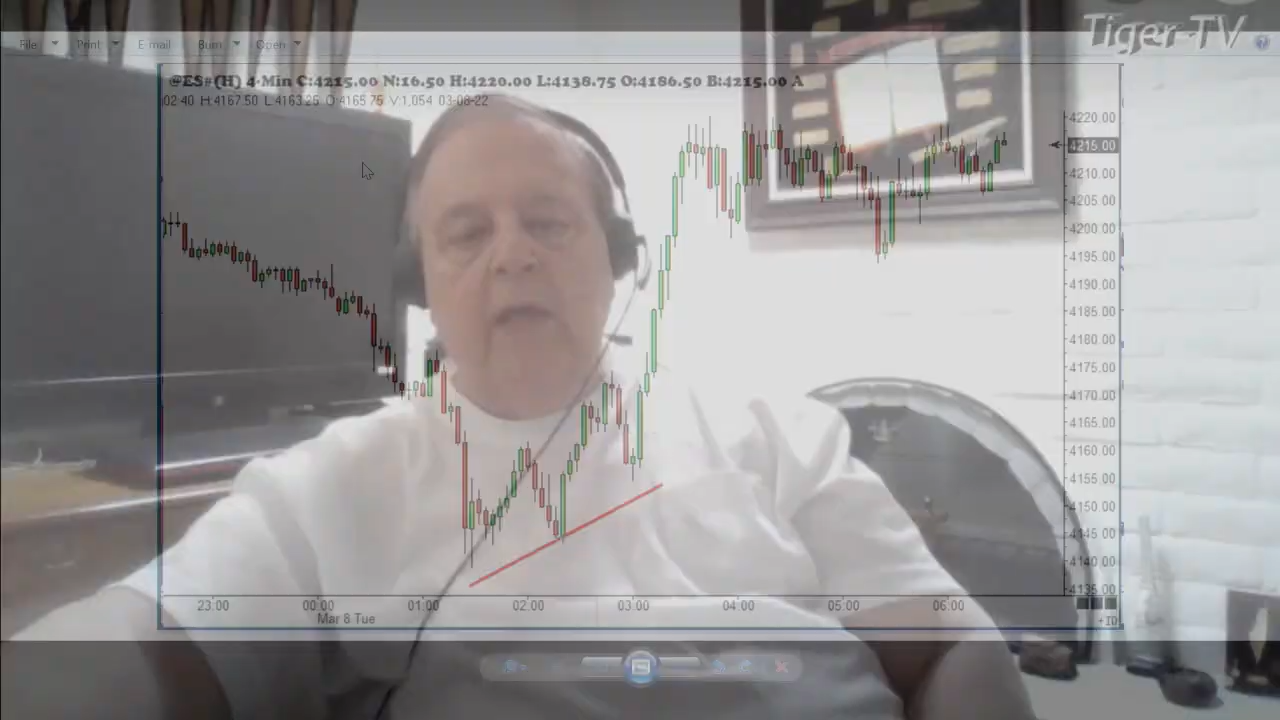 Tiger-TV
File Print E-mail Burn Open
@ES#(H) 4-Min C:4215.00 N:16.50 H:4220.00 L:4138.75 O:4186.50 B:4215.00 A
02:40 H:4167.50 L:4163.25 O:4165.75 V:1,054 03-08-22
4220.00
4215.00
4210.00
4205.00
4200.00
4195.00
4190.00
4185.00
4180.00
4175.00
4170.00
4165.00
4160.00
4155.00
4150.00
4145.00
4140.00
4135.00
23:00 00:00 01:00 02:00 03:00 04:00 05:00 06:00
Mar 8 Tue
+ID